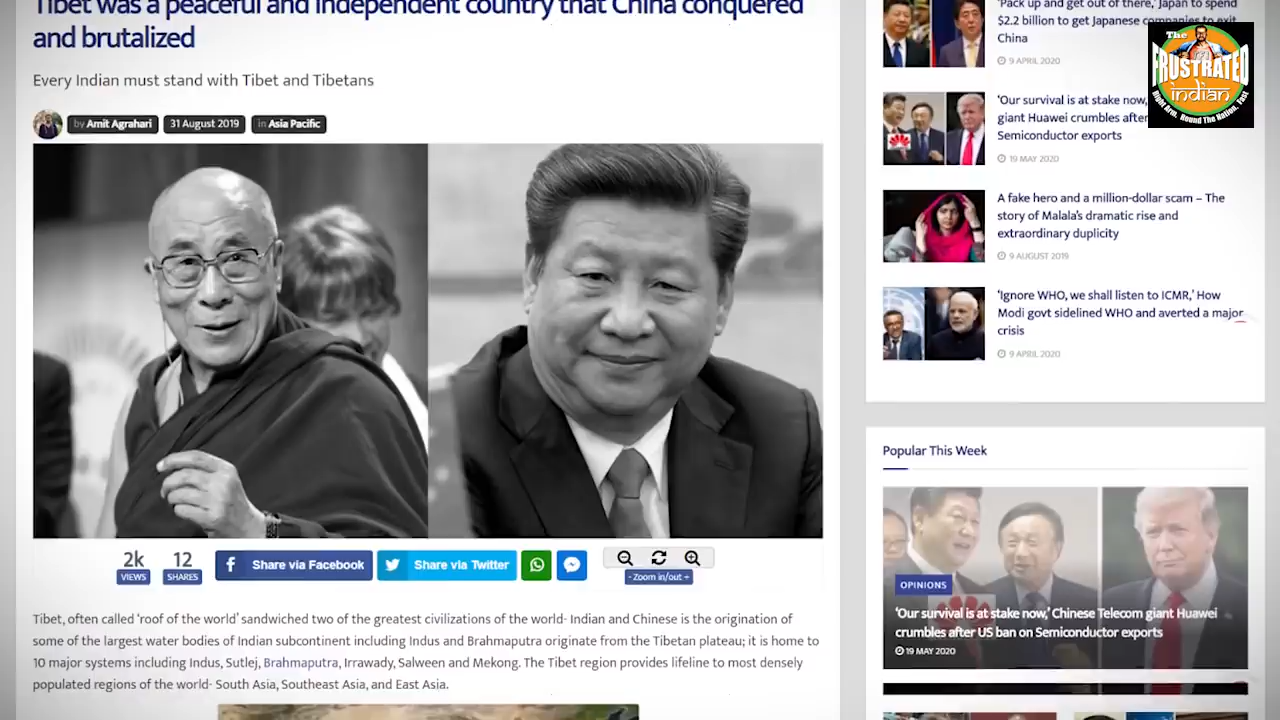 Tibet was a peaceful and independent country that China conquered
and brutalized
Every Indian must stand with Tibet and Tibetans
by Amit Agrahari
31 August 2019
in Asia Pacific
2k
VIEWS
12
SHARES
Share via Facebook
Share via Twitter
- Zoom in/out +
Tibet, often called 'roof of the world' sandwiched two of the greatest civilizations of the world- Indian and Chinese is the origination of
some of the largest water bodies of Indian subcontinent including Indus and Brahmaputra originate from the Tibetan plateau; it is home to
10 major systems including Indus, Sutlej, Brahmaputra, Irrawady, Salween and Mekong. The Tibet region provides lifeline to most densely
populated regions of the world- South Asia, Southeast Asia, and East Asia.
'Pack up and get out of there,' Japan to spend
$2.2 billion to get Japanese companies to exit
China
9 APRIL 2020
'Our survival is at stake now,
giant Huawei crumbles after
Semiconductor exports
19 MAY 2020
A fake hero and a million-dollar scam – The
story of Malala's dramatic rise and
extraordinary duplicity
9 AUGUST 2019
'Ignore WHO, we shall listen to ICMR,' How
Modi govt sidelined WHO and averted a major
crisis
9 APRIL 2020
Popular This Week
OPINIONS
'Our survival is at stake now,' Chinese Telecom giant Huawei
crumbles after US ban on Semiconductor exports
19 MAY 2020
The
FRUSTRATED
indian
Right Arm. Round The Nation. Fast